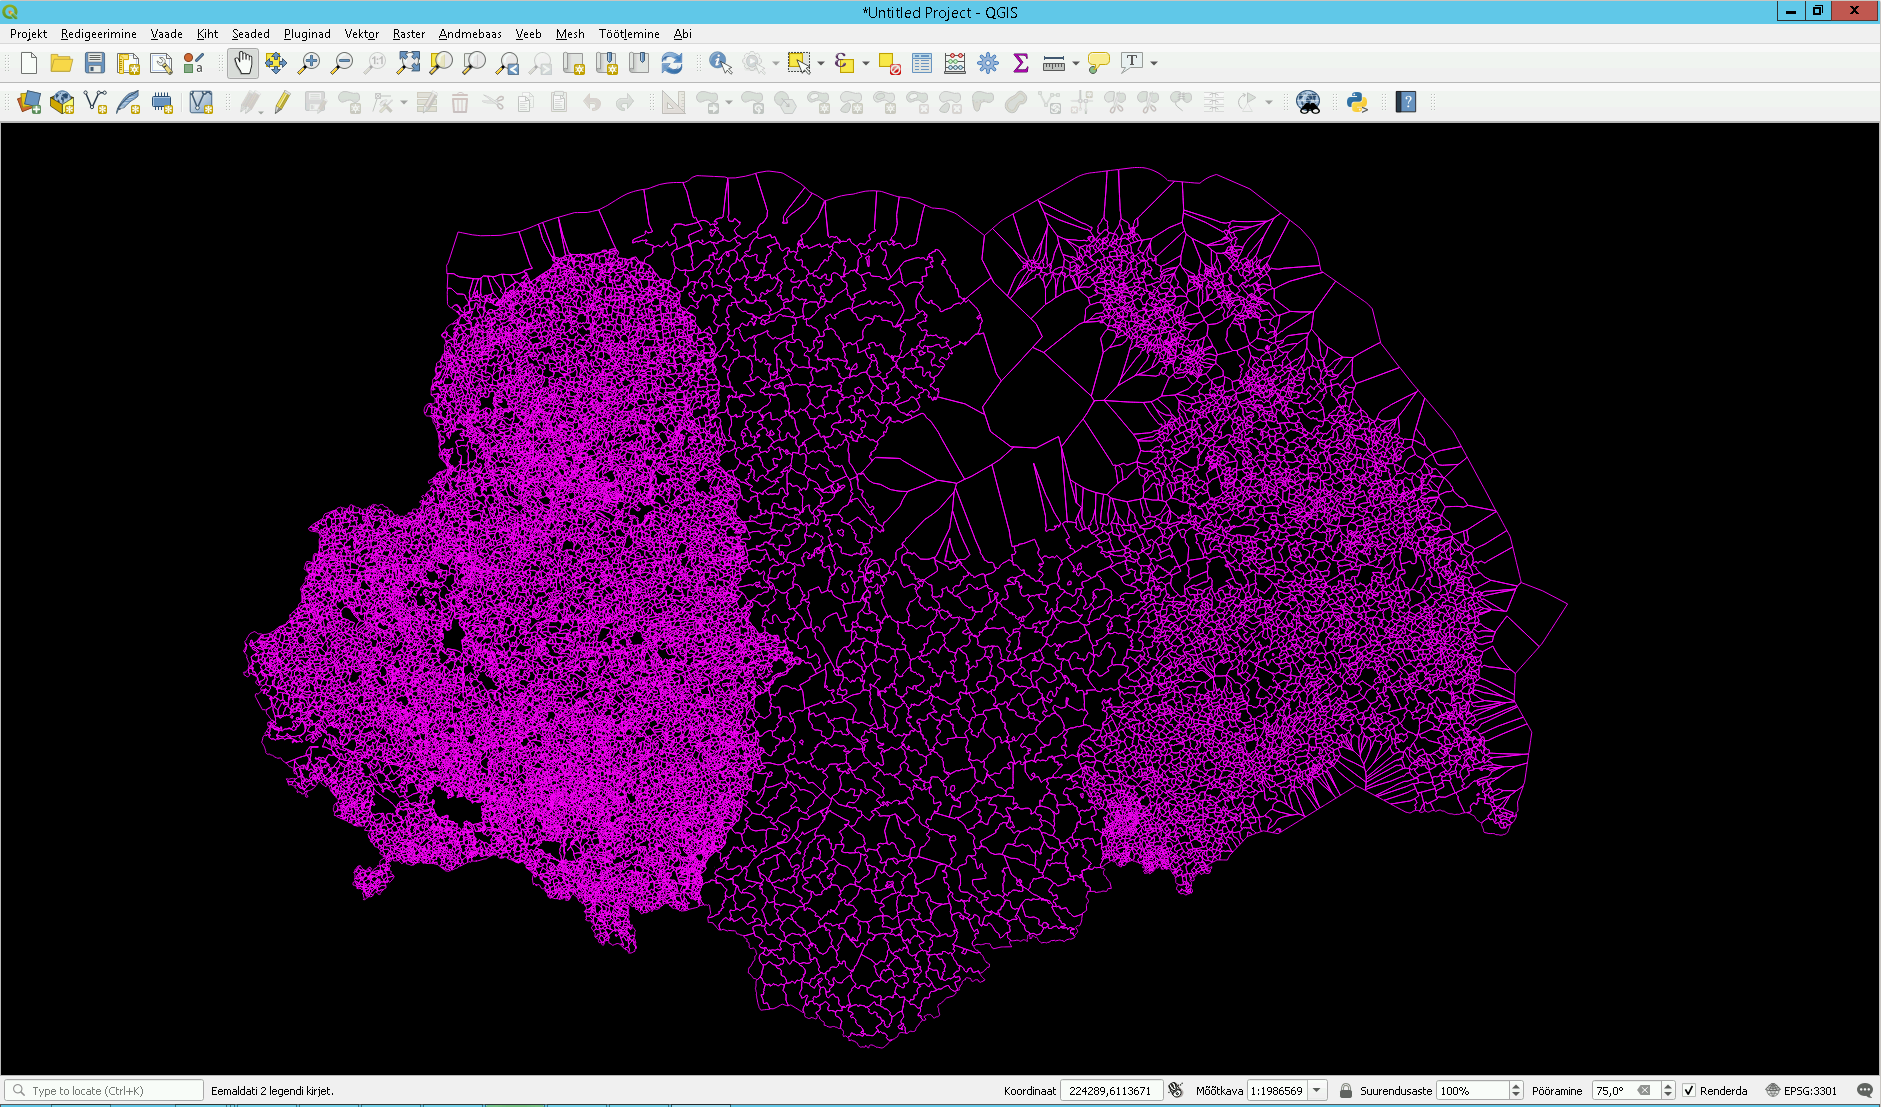 *Untitled Project - QGIS
Projekt Redigeerimine Vaade Kiht Seaded Pluginad Vektor Raster Andmebaas Veeb Mesh Töötlemine Abi
Type to locate (Ctrl+K) Eemaldati 2 legendi kirjet. Koordinaat 224289,6113671 Mõõtkava 1:1986569 Suurendusaste 100% Pööramine 75,0° Renderda EPSG:3301